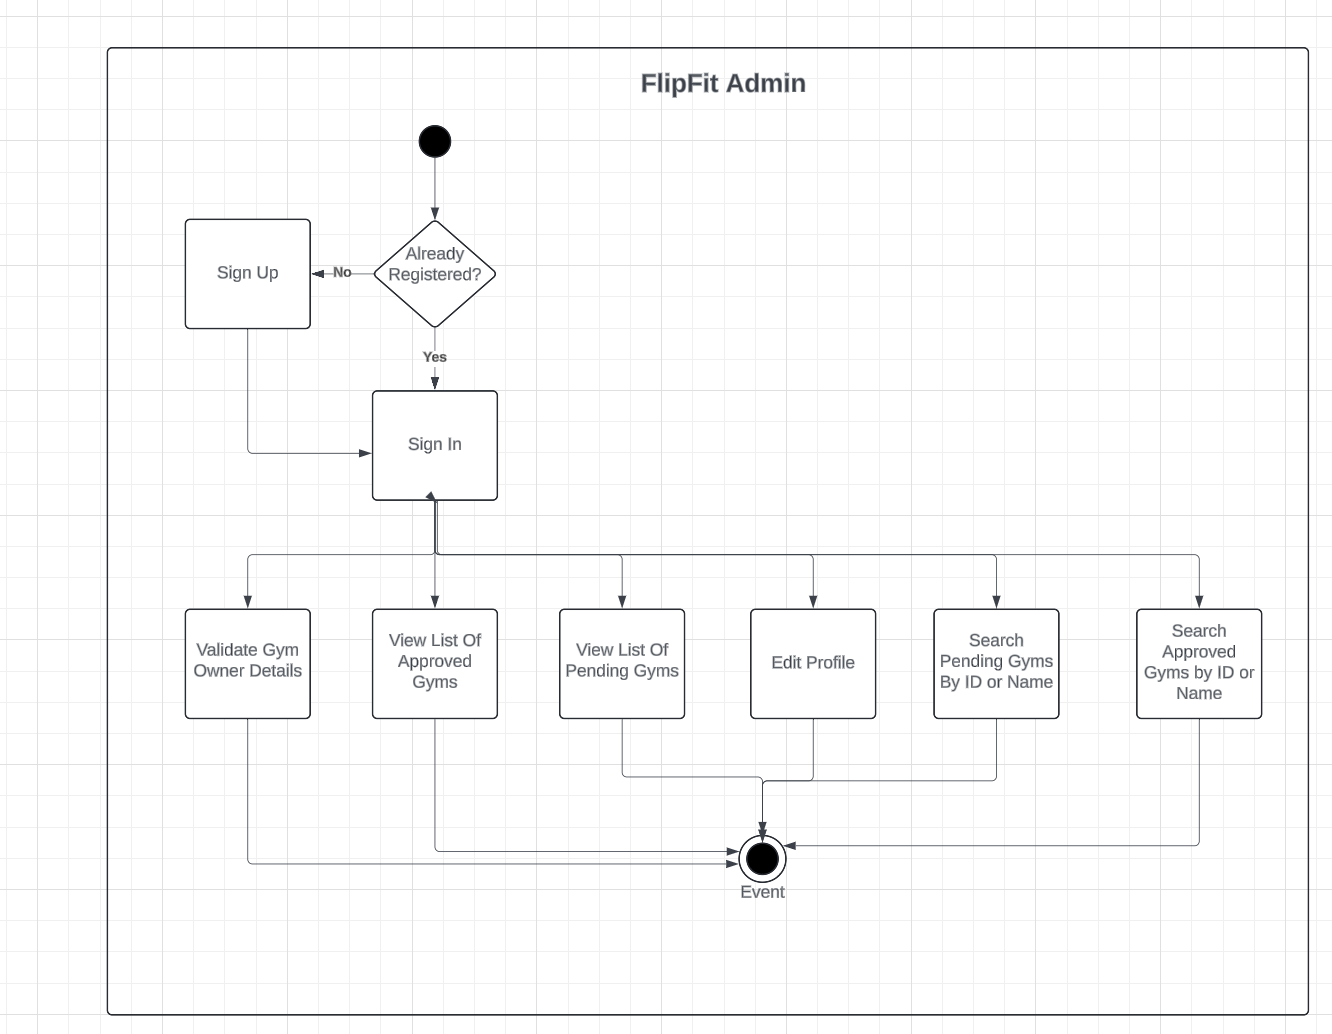 FlipFit Admin
Already
Registered?
Sign Up
No
Yes
Sign In
Validate Gym
Owner Details
View List Of
Approved
Gyms
View List Of
Pending Gyms
Edit Profile
Search
Pending Gyms
By ID or Name
Search
Approved
Gyms by ID or
Name
Event